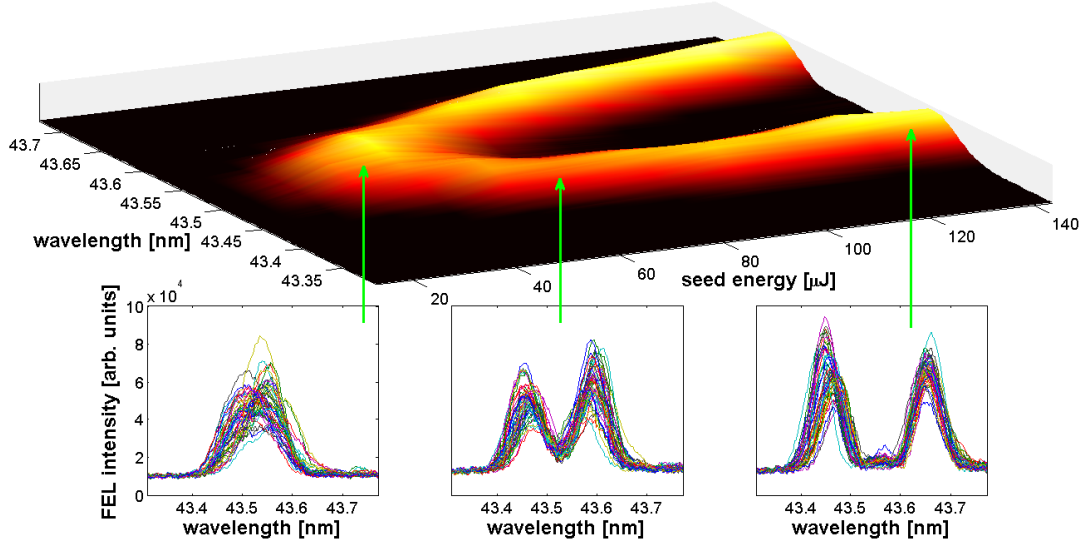 43.7
43.65
43.6
43.55
43.5
43.45
43.4
43.35
wavelength [nm]
20
40
60
80
100
120
140
seed energy [μJ]
10 x 10^4
8
6
4
2
0
FEL intensity [arb. units]
43.4 43.5 43.6 43.7
wavelength [nm]
43.4 43.5 43.6 43.7
wavelength [nm]
43.4 43.5 43.6 43.7
wavelength [nm]